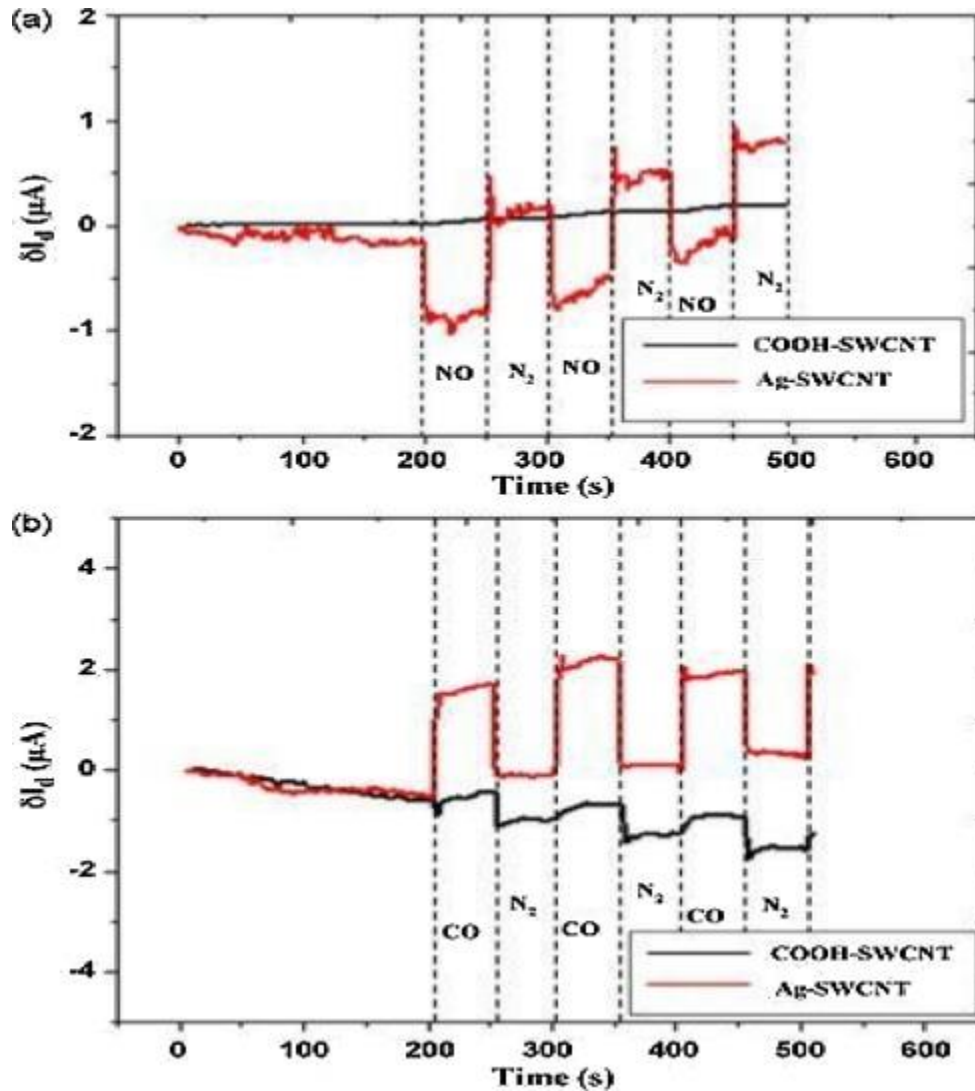 (a)
2
1
0
-1
-2
δI_d (μA)
NO
N₂
NO
N₂
NO
N₂
COOH-SWCNT
Ag-SWCNT
0 100 200 300 400 500 600
Time (s)
(b)
4
2
0
-2
-4
δI_d (μA)
CO
N₂
CO
N₂
CO
N₂
COOH-SWCNT
Ag-SWCNT
0 100 200 300 400 500 600
Time (s)